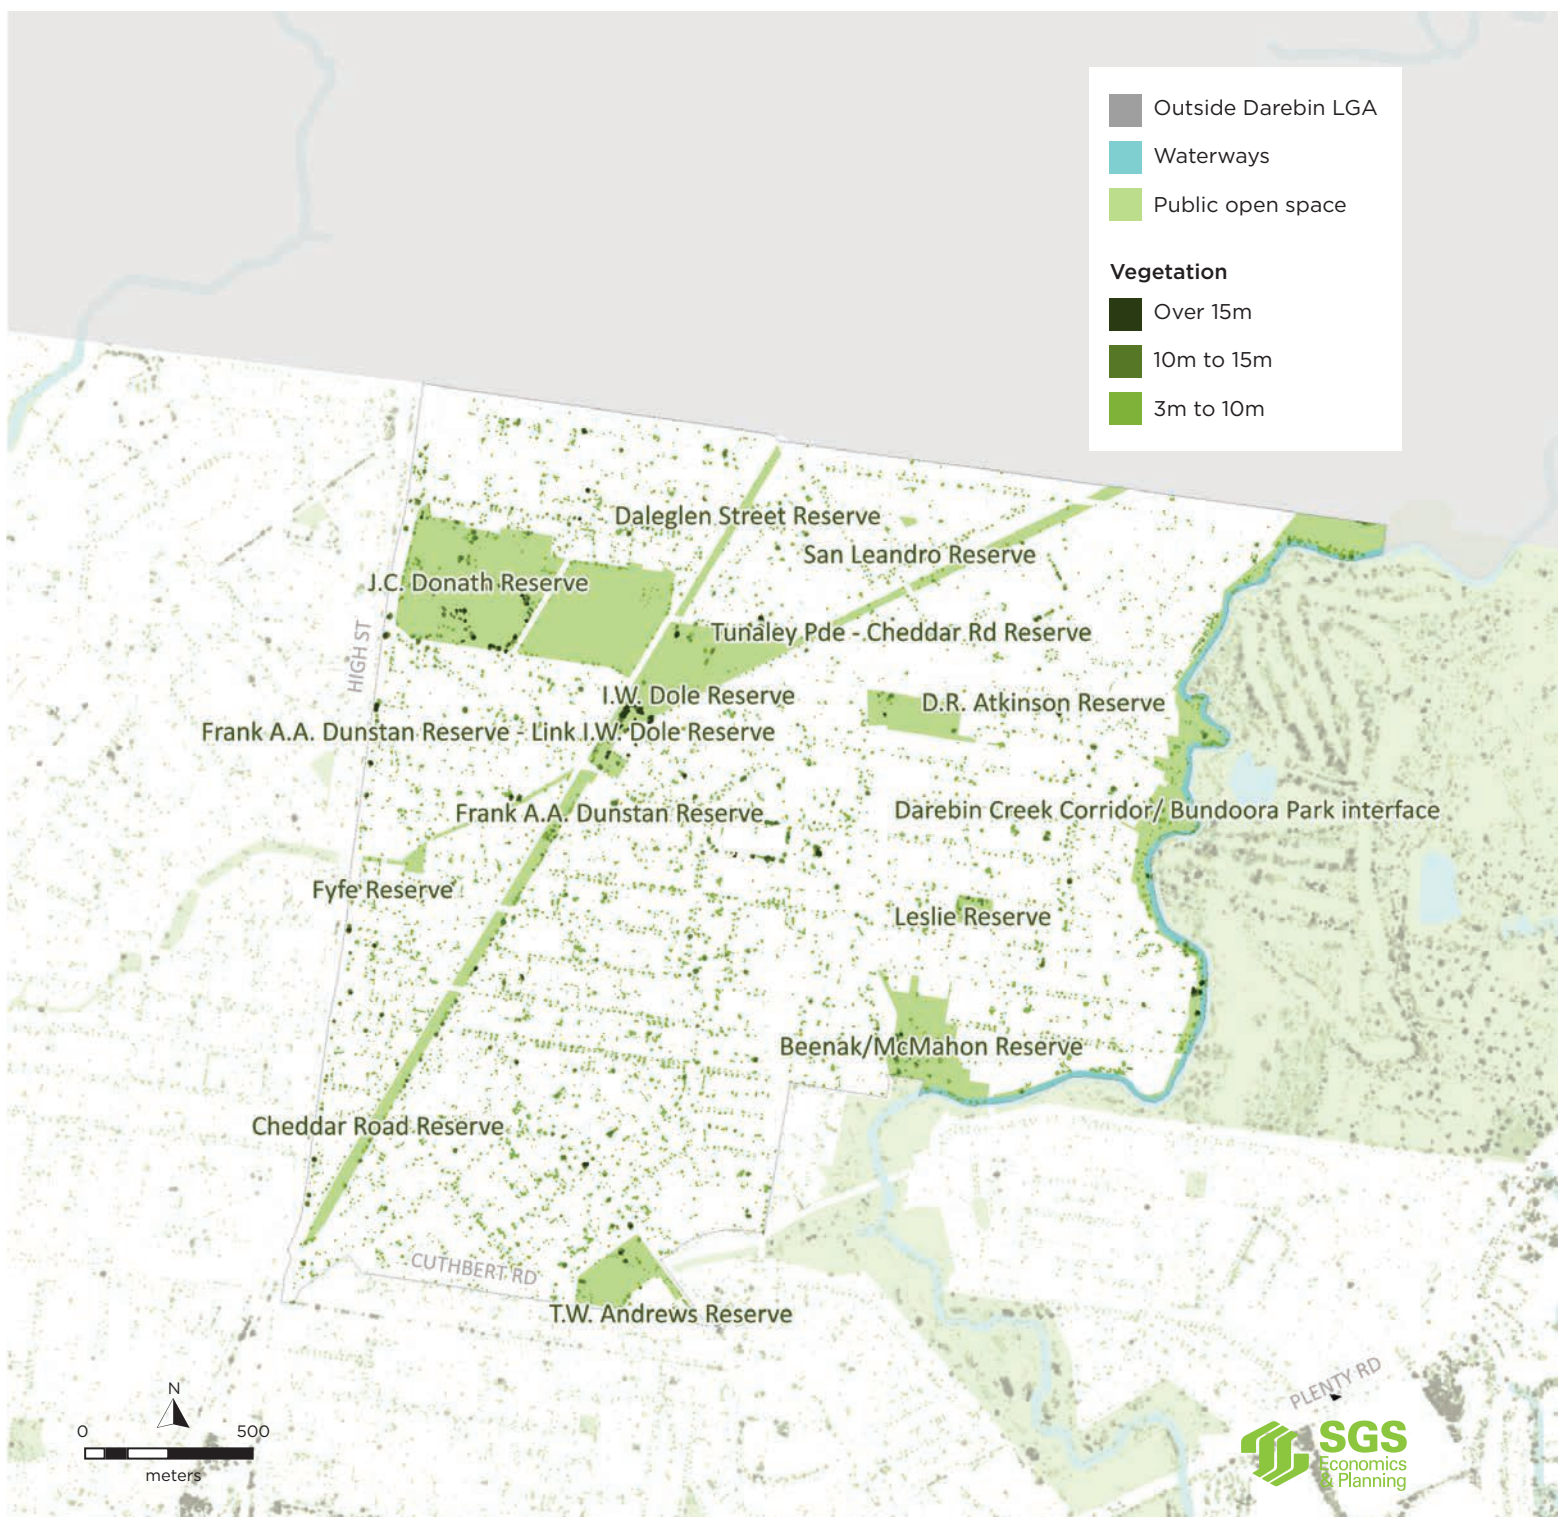 Outside Darebin LGA
Waterways
Public open space
Vegetation
Over 15m
10m to 15m
3m to 10m
Daleglen Street Reserve
San Leandro Reserve
J.C. Donath Reserve
HIGH ST
Tunaley Pde - Cheddar Rd Reserve
I.W. Dole Reserve
D.R. Atkinson Reserve
Frank A.A. Dunstan Reserve - Link I.W. Dole Reserve
Frank A.A. Dunstan Reserve
Darebin Creek Corridor/ Bundoora Park interface
Fyfe Reserve
Leslie Reserve
Beenak/McMahon Reserve
Cheddar Road Reserve
CUTHBERT RD
T.W. Andrews Reserve
PLENTY RD
N
0 500
meters
SGS
Economics
& Planning